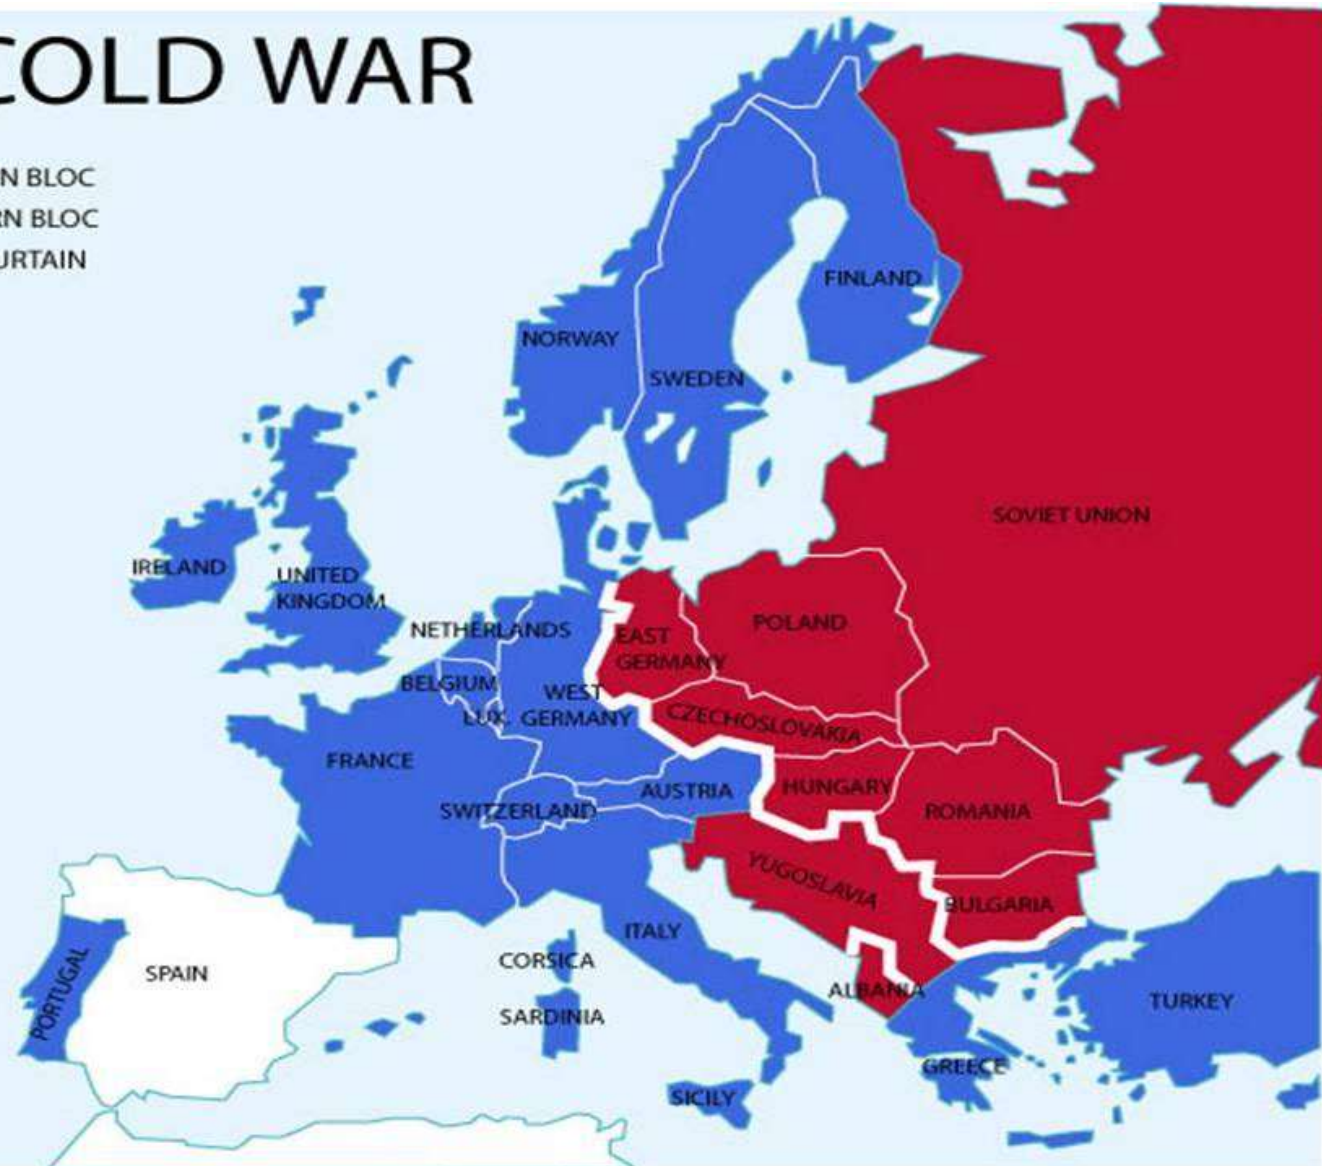 COLD WAR
N BLOC
RN BLOC
URTAIN
FINLAND
NORWAY
SWEDEN
SOVIET UNION
IRELAND
UNITED
KINGDOM
NETHERLANDS
EAST
GERMANY
POLAND
BELGIUM
WEST
GERMANY
LUX.
CZECHOSLOVAKIA
FRANCE
SWITZERLAND
AUSTRIA
HUNGARY
ROMANIA
YUGOSLAVIA
BULGARIA
ITALY
CORSICA
SPAIN
PORTUGAL
ALBANIA
TURKEY
SARDINIA
GREECE
SICILY